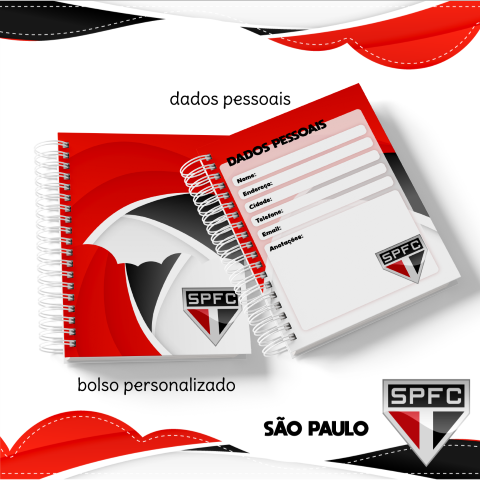 dados pessoais
DADOS PESSOAIS
Nome:
Endereço:
Cidade:
Telefone:
Email:
Anotações:
SPFC
SPFC
bolso personalizado
SÃO PAULO
SPFC